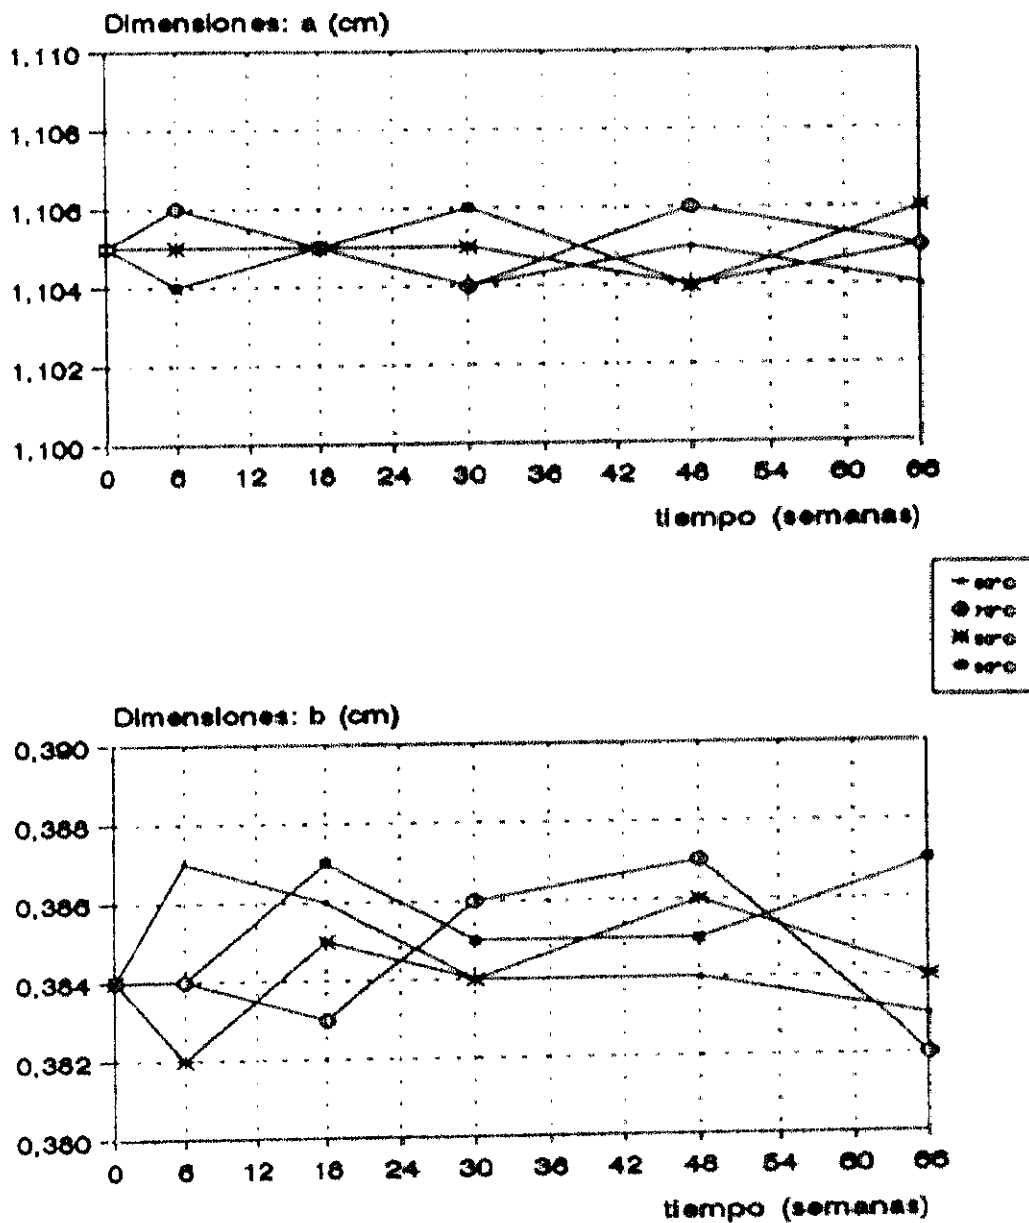 Dimensiones: a (cm)
1,110
1,108
1,106
1,104
1,102
1,100
0 6 12 18 24 30 36 42 48 54 60 66
tiempo (semanas)
70°C
Dimensiones: b (cm)
0,390
0,388
0,386
0,384
0,382
0,380
0 6 12 18 24 30 36 42 48 54 60 66
tiempo (semanas)